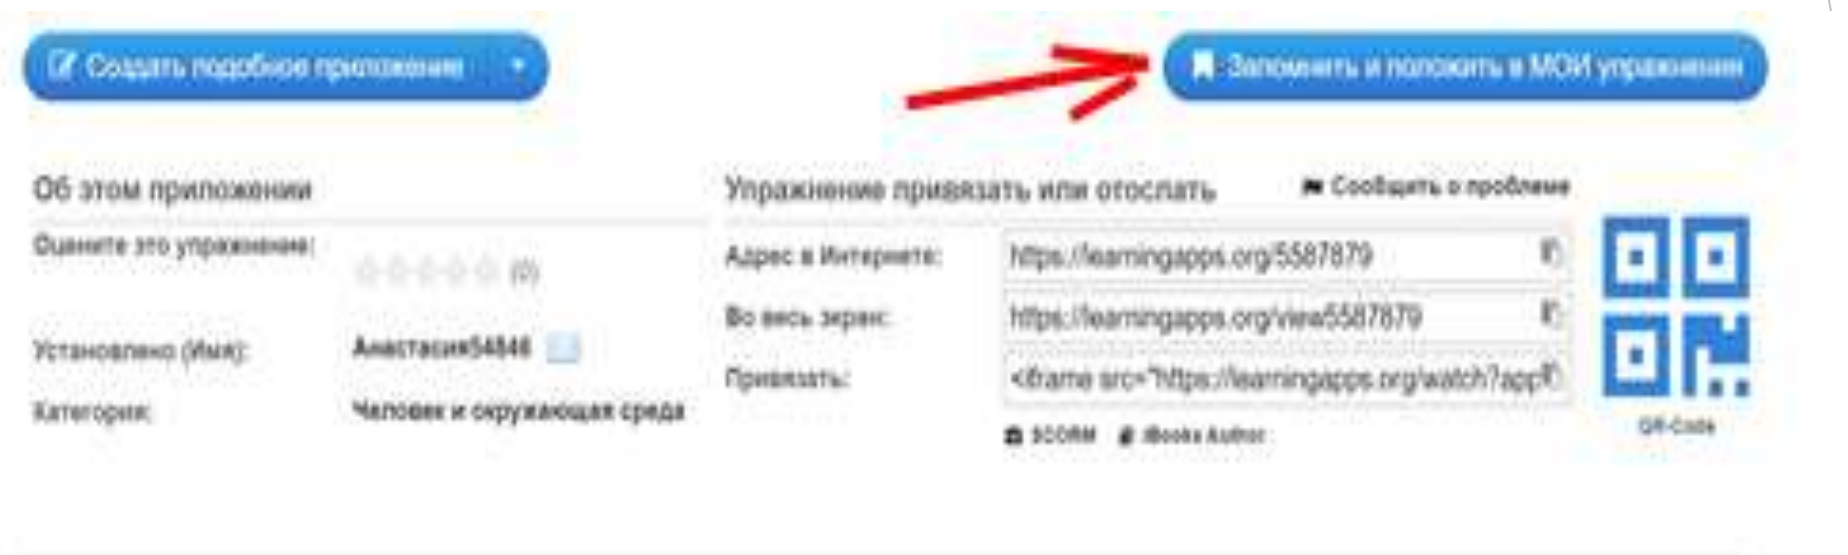 Создать подобное приложение
Запомнить и положить в МОИ упражнения
Об этом приложении
Оцените это упражнение:
(0)
Установлено (Имя):
Анастасия54846
Категория:
Человек и окружающая среда
Упражнение привязать или отослать
Сообщить о проблеме
Адрес в Интернете:
https://learningapps.org/5587879
Во весь экран:
https://learningapps.org/view5587879
Привязать:
<iframe src="https://learningapps.org/watch?app
SCORM
iBooks Author
QR-Code